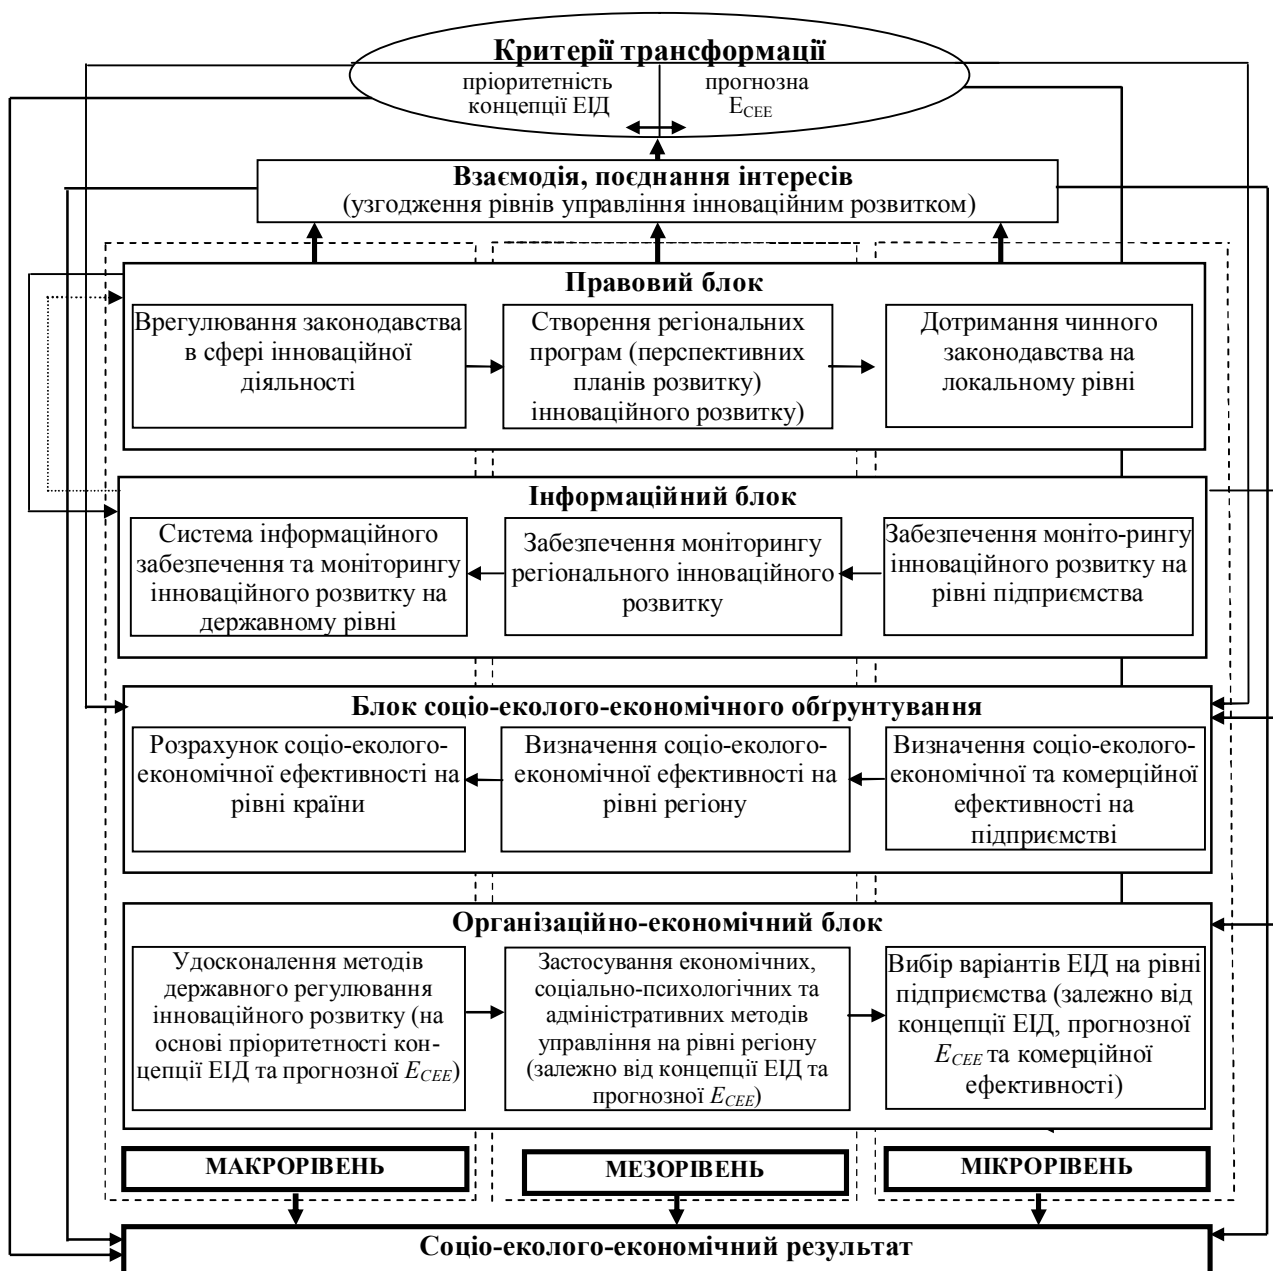 Критерії трансформації
пріоритетність
концепції ЕІД
прогнозна
E_CEE
Взаємодія, поєднання інтересів
(узгодження рівнів управління інноваційним розвитком)
Правовий блок
Врегулювання законодавства
в сфері інноваційної
діяльності
Створення регіональних
програм (перспективних
планів розвитку)
інноваційного розвитку)
Дотримання чинного
законодавства на
локальному рівні
Інформаційний блок
Система інформаційного
забезпечення та моніторингу
інноваційного розвитку на
державному рівні
Забезпечення моніторингу
регіонального інноваційного
розвитку
Забезпечення моніто-рингу
інноваційного розвитку на
рівні підприємства
Блок соціо-еколого-економічного обґрунтування
Розрахунок соціо-еколого-
економічної ефективності на
рівні країни
Визначення соціо-еколого-
економічної ефективності на
рівні регіону
Визначення соціо-еколого-
економічної та комерційної
ефективності на
підприємстві
Організаційно-економічний блок
Удосконалення методів
державного регулювання
інноваційного розвитку (на
основі пріоритетності кон-
цепції ЕІД та прогнозної E_CEE)
Застосування економічних,
соціально-психологічних та
адміністративних методів
управління на рівні регіону
(залежно від концепції ЕІД та
прогнозної E_CEE)
Вибір варіантів ЕІД на рівні
підприємства (залежно від
концепції ЕІД, прогнозної
E_CEE та комерційної
ефективності)
МАКРОРІВЕНЬ
МЕЗОРІВЕНЬ
МІКРОРІВЕНЬ
Соціо-еколого-економічний результат